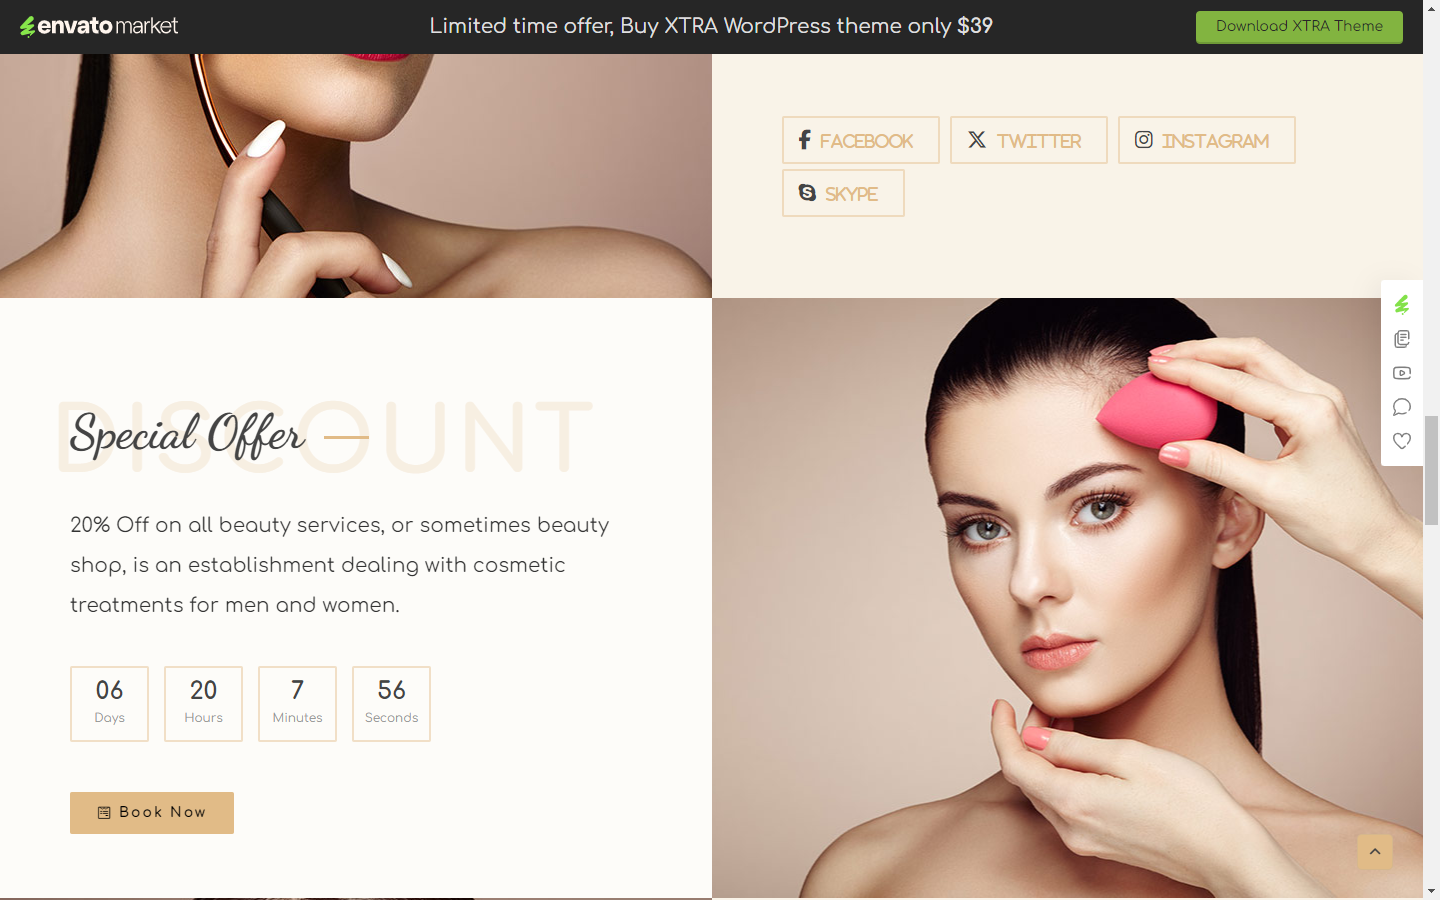 envato market
Limited time offer, Buy XTRA WordPress theme only $39
Download XTRA Theme
FACEBOOK
TWITTER
INSTAGRAM
SKYPE
DISCOUNT
Special Offer
20% Off on all beauty services, or sometimes beauty
shop, is an establishment dealing with cosmetic
treatments for men and women.
06 20 7 56
Days Hours Minutes Seconds
Book Now